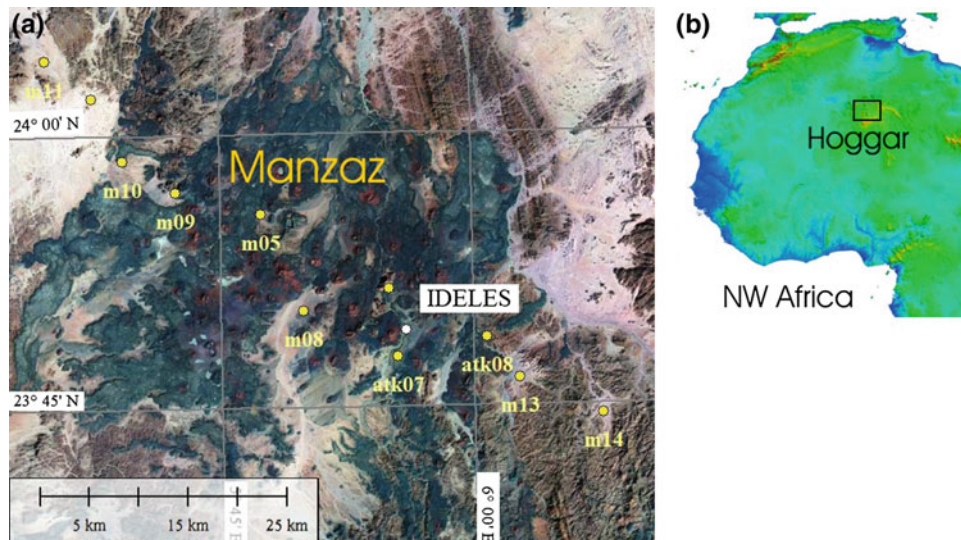 (a)
m11
24° 00' N
Manzaz
m10
m09
m05
IDELES
m08
atk08
atk07
m13
23° 45' N
m14
5 km
15 km
25 km
45' E
6° 00' E
(b)
Hoggar
NW Africa